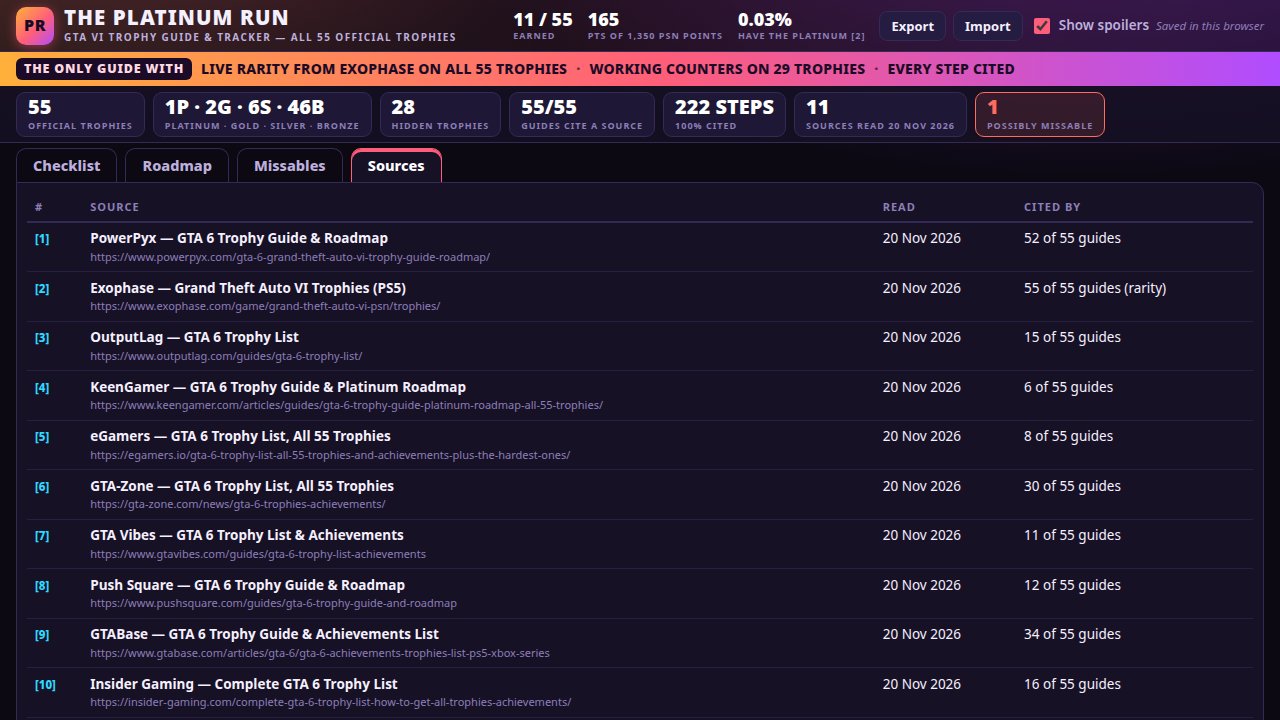 PR
THE PLATINUM RUN
GTA VI TROPHY GUIDE & TRACKER — ALL 55 OFFICIAL TROPHIES
11 / 55
EARNED
165
PTS OF 1,350 PSN POINTS
0.03%
HAVE THE PLATINUM [2]
Export
Import
Show spoilers
Saved in this browser
THE ONLY GUIDE WITH LIVE RARITY FROM EXOPHASE ON ALL 55 TROPHIES · WORKING COUNTERS ON 29 TROPHIES · EVERY STEP CITED
55
OFFICIAL TROPHIES
1P · 2G · 6S · 46B
PLATINUM · GOLD · SILVER · BRONZE
28
HIDDEN TROPHIES
55/55
GUIDES CITE A SOURCE
222 STEPS
100% CITED
11
SOURCES READ 20 NOV 2026
1
POSSIBLY MISSABLE
Checklist
Roadmap
Missables
Sources
# SOURCE READ CITED BY
[1] PowerPyx — GTA 6 Trophy Guide & Roadmap 20 Nov 2026 52 of 55 guides
https://www.powerpyx.com/gta-6-grand-theft-auto-vi-trophy-guide-roadmap/
[2] Exophase — Grand Theft Auto VI Trophies (PS5) 20 Nov 2026 55 of 55 guides (rarity)
https://www.exophase.com/game/grand-theft-auto-vi-psn/trophies/
[3] OutputLag — GTA 6 Trophy List 20 Nov 2026 15 of 55 guides
https://www.outputlag.com/guides/gta-6-trophy-list/
[4] KeenGamer — GTA 6 Trophy Guide & Platinum Roadmap 20 Nov 2026 6 of 55 guides
https://www.keengamer.com/articles/guides/gta-6-trophy-guide-platinum-roadmap-all-55-trophies/
[5] eGamers — GTA 6 Trophy List, All 55 Trophies 20 Nov 2026 8 of 55 guides
https://egamers.io/gta-6-trophy-list-all-55-trophies-and-achievements-plus-the-hardest-ones/
[6] GTA-Zone — GTA 6 Trophy List, All 55 Trophies 20 Nov 2026 30 of 55 guides
https://gta-zone.com/news/gta-6-trophies-achievements/
[7] GTA Vibes — GTA 6 Trophy List & Achievements 20 Nov 2026 11 of 55 guides
https://www.gtavibes.com/guides/gta-6-trophy-list-achievements
[8] Push Square — GTA 6 Trophy Guide & Roadmap 20 Nov 2026 12 of 55 guides
https://www.pushsquare.com/guides/gta-6-trophy-guide-and-roadmap
[9] GTABase — GTA 6 Trophy Guide & Achievements List 20 Nov 2026 34 of 55 guides
https://www.gtabase.com/articles/gta-6/gta-6-achievements-trophies-list-ps5-xbox-series
[10] Insider Gaming — Complete GTA 6 Trophy List 20 Nov 2026 16 of 55 guides
https://insider-gaming.com/complete-gta-6-trophy-list-how-to-get-all-trophies-achievements/